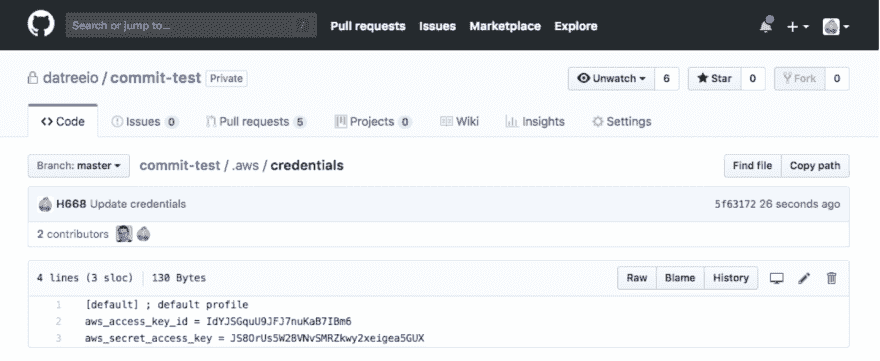 Search or jump to...
/
Pull requests Issues Marketplace Explore
datreeio / commit-test Private
Unwatch 6 Star 0 Fork 0
Code Issues 0 Pull requests 5 Projects 0 Wiki Insights Settings
Branch: master commit-test / .aws / credentials Find file Copy path
H668 Update credentials 5f63172 26 seconds ago
2 contributors
4 lines (3 sloc) 130 Bytes Raw Blame History
1 [default] ; default profile
2 aws_access_key_id = IdYJSGquU9JFJ7nuKaB7IBm6
3 aws_secret_access_key = JS8OrUs5W28VNvSMRZkwy2xeigea5GUX